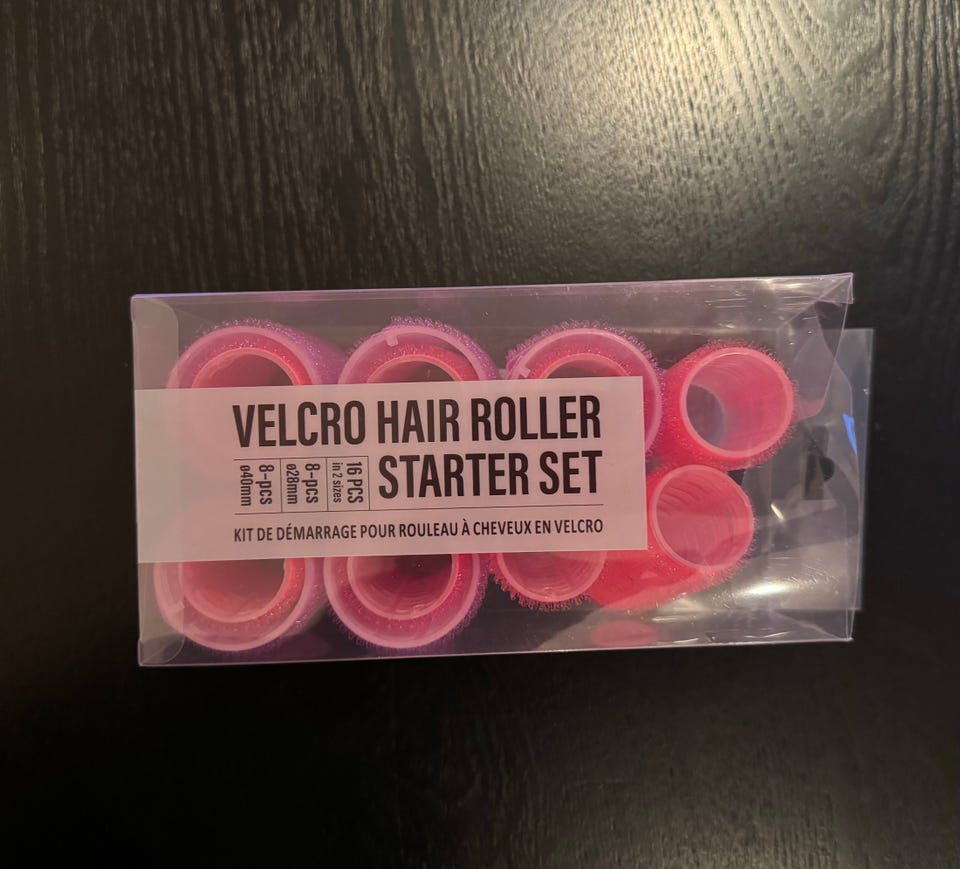 VELCRO HAIR ROLLER
STARTER SET
16 PCS
in 2 sizes
8-pcs
ø28mm
8-pcs
ø40mm
KIT DE DÉMARRAGE POUR ROULEAU À CHEVEUX EN VELCRO